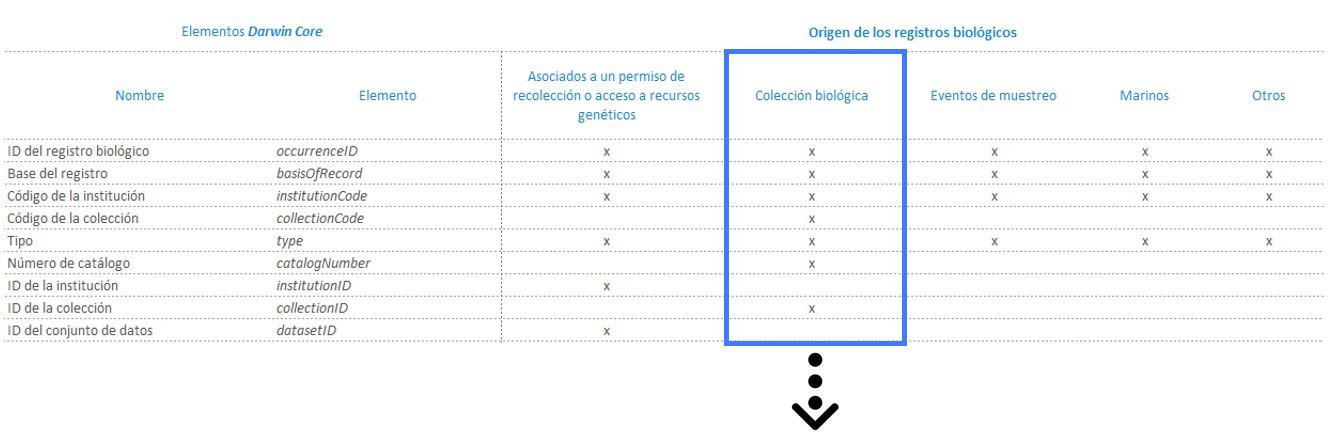 Elementos Darwin Core Origen de los registros biológicos
Asociados a un permiso de
Nombre Elemento recolección o acceso a recursos Colección biológica Eventos de muestreo Marinos Otros
genéticos
ID del registro biológico occurrenceID x x x x x
Base del registro basisOfRecord x x x x x
Código de la institución institutionCode x x x x x
Código de la colección collectionCode x
Tipo type x x x x x
Número de catálogo catalogNumber x
ID de la institución institutionID x
ID de la colección collectionID x
ID del conjunto de datos datasetID x